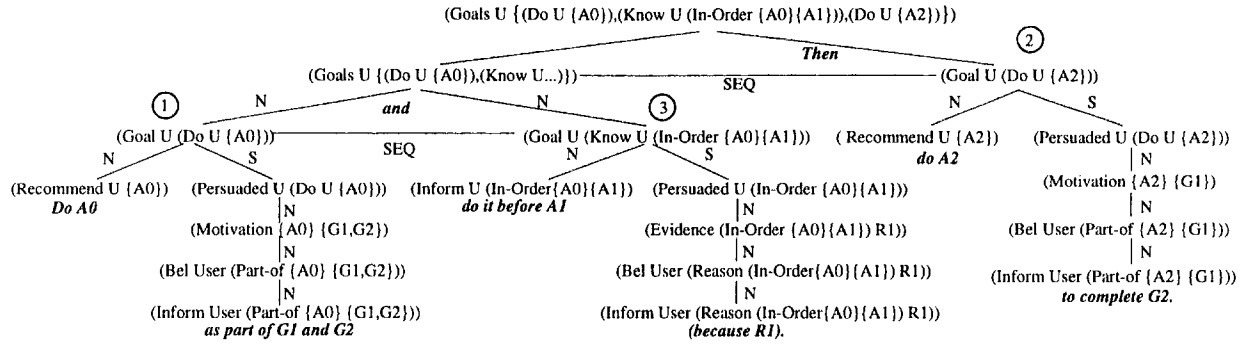 (Goals U {(Do U {A0}),(Know U (In-Order {A0}{A1})),(Do U {A2})})
Then
2
(Goals U {(Do U {A0}),(Know U...)})
SEQ
(Goal U (Do U {A2}))
1
N
and
N
3
N
S
(Goal U (Do U {A0}))
SEQ
(Goal U (Know U (In-Order {A0}{A1}))
( Recommend U {A2})
do A2
(Persuaded U (Do U {A2}))
N
S
N
S
N
(Recommend U {A0})
Do A0
(Persuaded U (Do U {A0}))
(Inform U (In-Order{A0}{A1})
do it before A1
(Persuaded U (In-Order {A0}{A1}))
(Motivation {A2} {G1})
N
N
N
(Motivation {A0} {G1,G2})
(Evidence (In-Order {A0}{A1}) R1))
(Bel User (Part-of {A2} {G1}))
N
N
N
(Bel User (Part-of {A0} {G1,G2}))
(Bel User (Reason (In-Order{A0}{A1}) R1))
(Inform User (Part-of {A2} {G1}))
to complete G2.
N
N
(Inform User (Part-of {A0} {G1,G2}))
as part of G1 and G2
(Inform User (Reason (In-Order{A0}{A1}) R1))
(because R1).